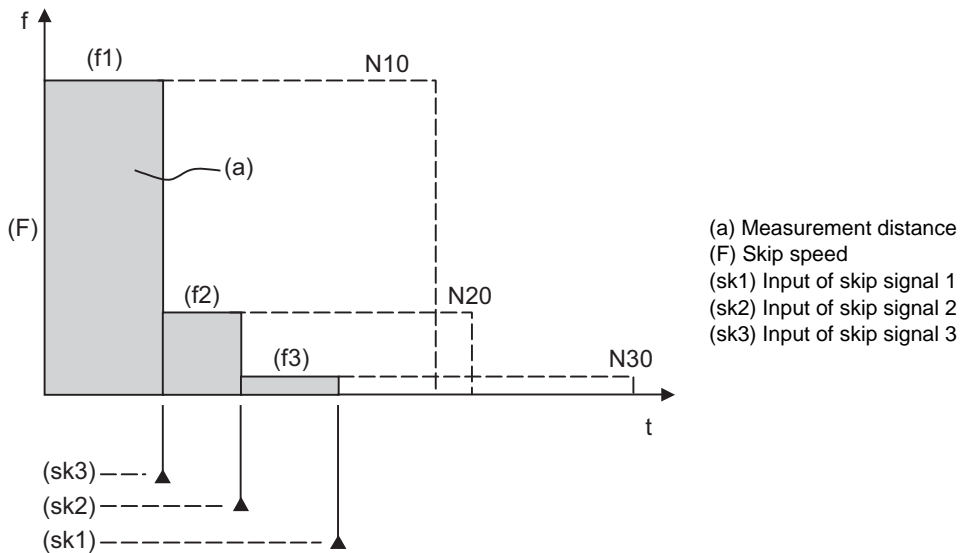 f
(f1)
N10
(a)
(F)
(f2)
N20
(f3)
N30
t
(sk3)
(sk2)
(sk1)
(a) Measurement distance
(F) Skip speed
(sk1) Input of skip signal 1
(sk2) Input of skip signal 2
(sk3) Input of skip signal 3